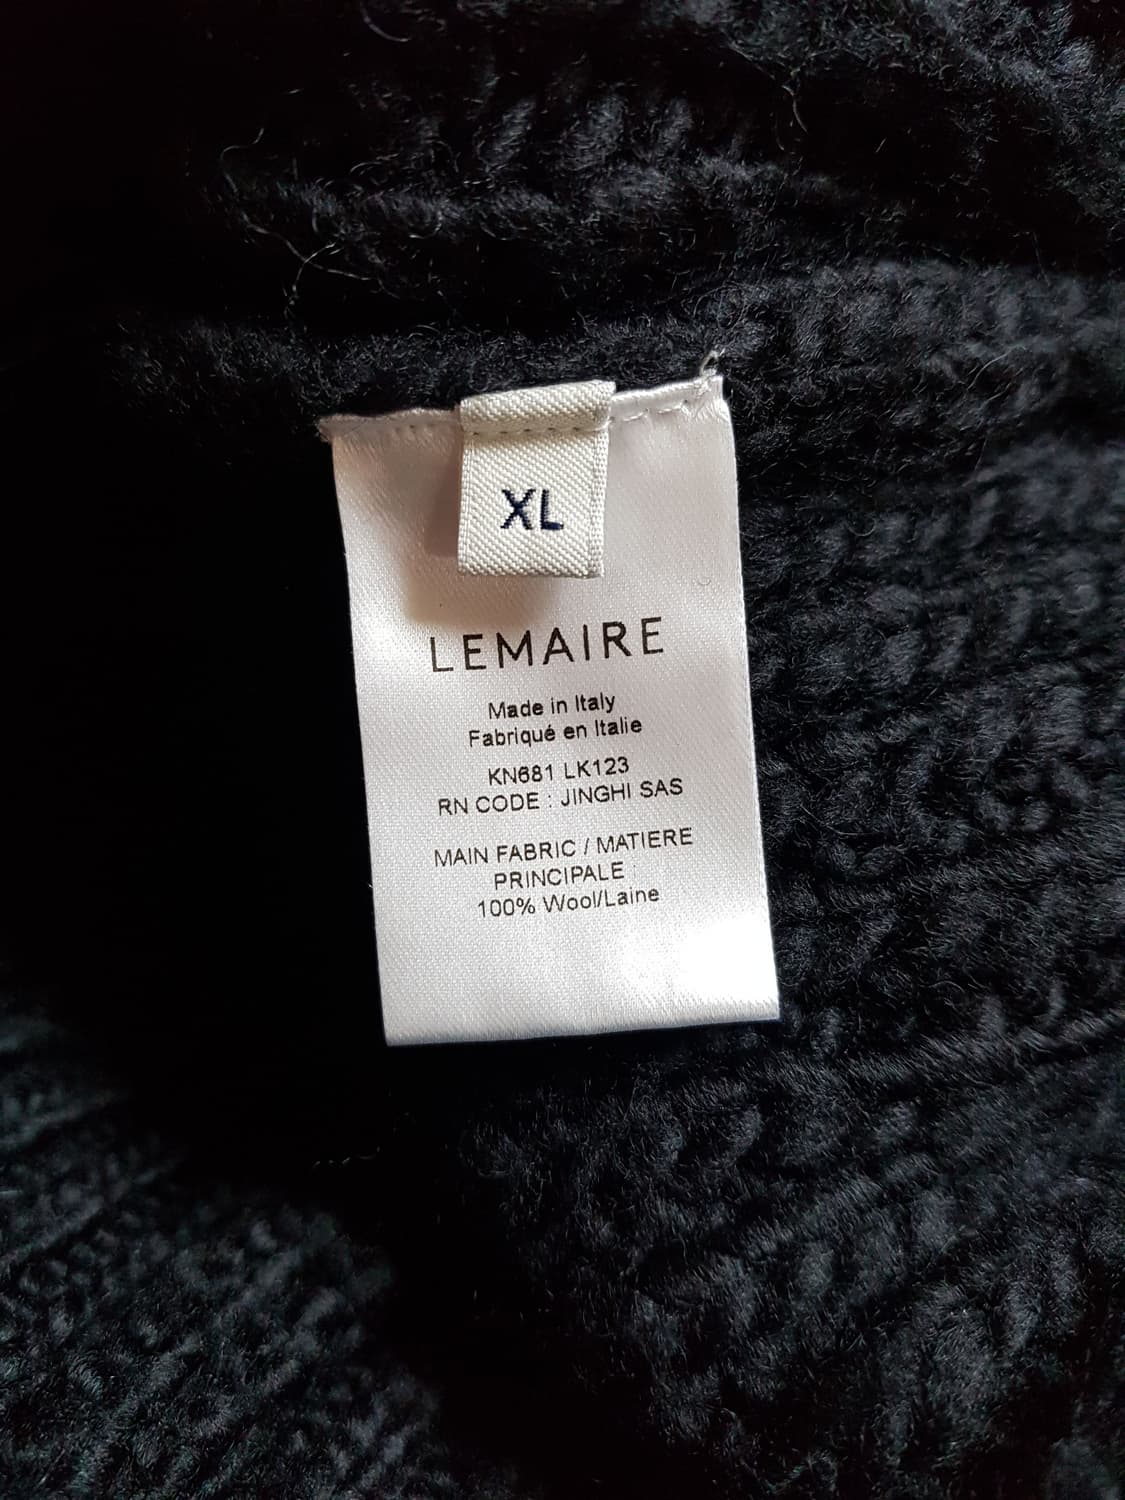 XL
LEMAIRE
Made in Italy
Fabriqué en Italie
KN681 LK123
RN CODE : JINGHI SAS
MAIN FABRIC / MATIERE
PRINCIPALE :
100% Wool/Laine